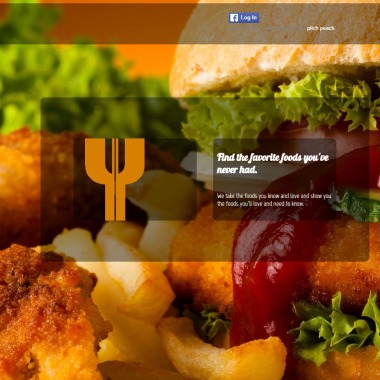 Log In
pitch peach
Find the favorite foods you've
never had.
We take the foods you know and love and show you
the foods you'll love and need to know.